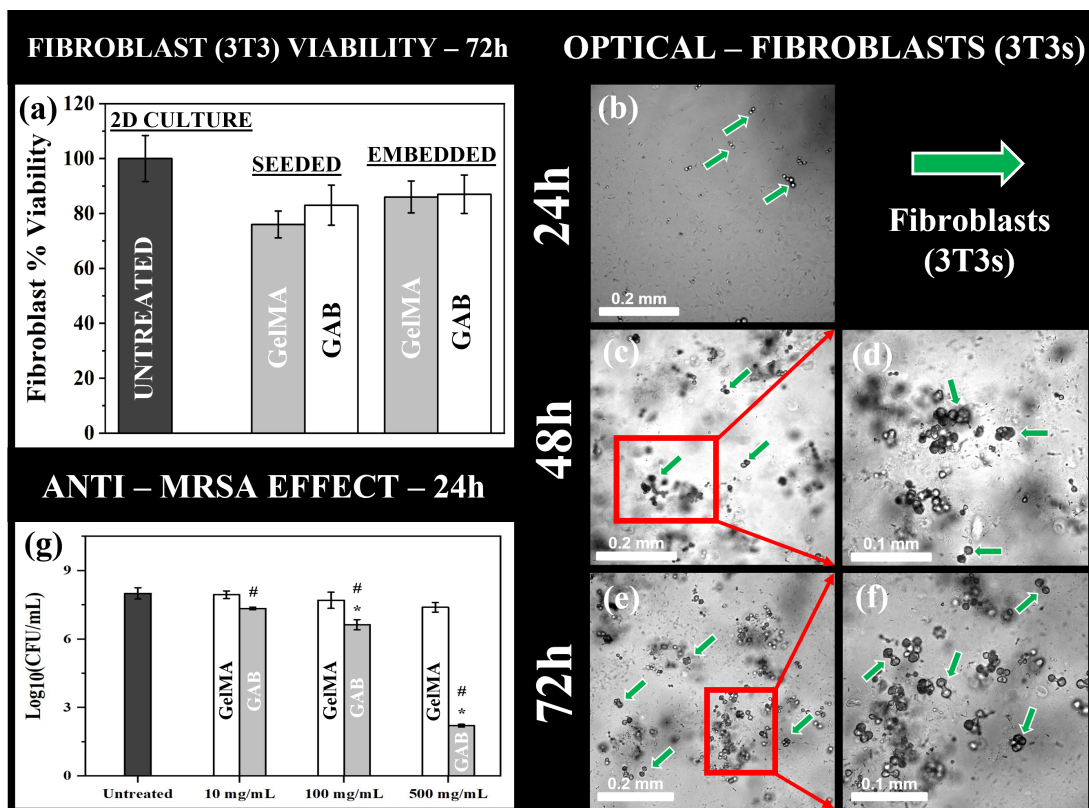 FIBROBLAST (3T3) VIABILITY – 72h
(a)
120
100
80
60
40
20
0
Fibroblast % Viability
2D CULTURE
SEEDED
EMBEDDED
UNTREATED
GelMA
GAB
GelMA
GAB
ANTI – MRSA EFFECT – 24h
(g)
9
6
3
0
Log10(CFU/mL)
GelMA
GAB
#
GelMA
GAB
#
*
GelMA
GAB
#
*
Untreated
10 mg/mL
100 mg/mL
500 mg/mL
OPTICAL – FIBROBLASTS (3T3s)
24h
(b)
0.2 mm
Fibroblasts
(3T3s)
48h
(c)
0.2 mm
(d)
0.1 mm
72h
(e)
0.2 mm
(f)
0.1 mm